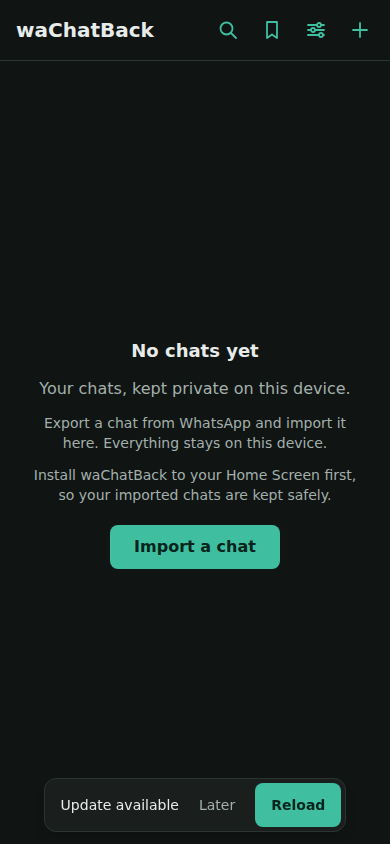 waChatBack
No chats yet
Your chats, kept private on this device.
Export a chat from WhatsApp and import it
here. Everything stays on this device.
Install waChatBack to your Home Screen first,
so your imported chats are kept safely.
Import a chat
Update available Later Reload